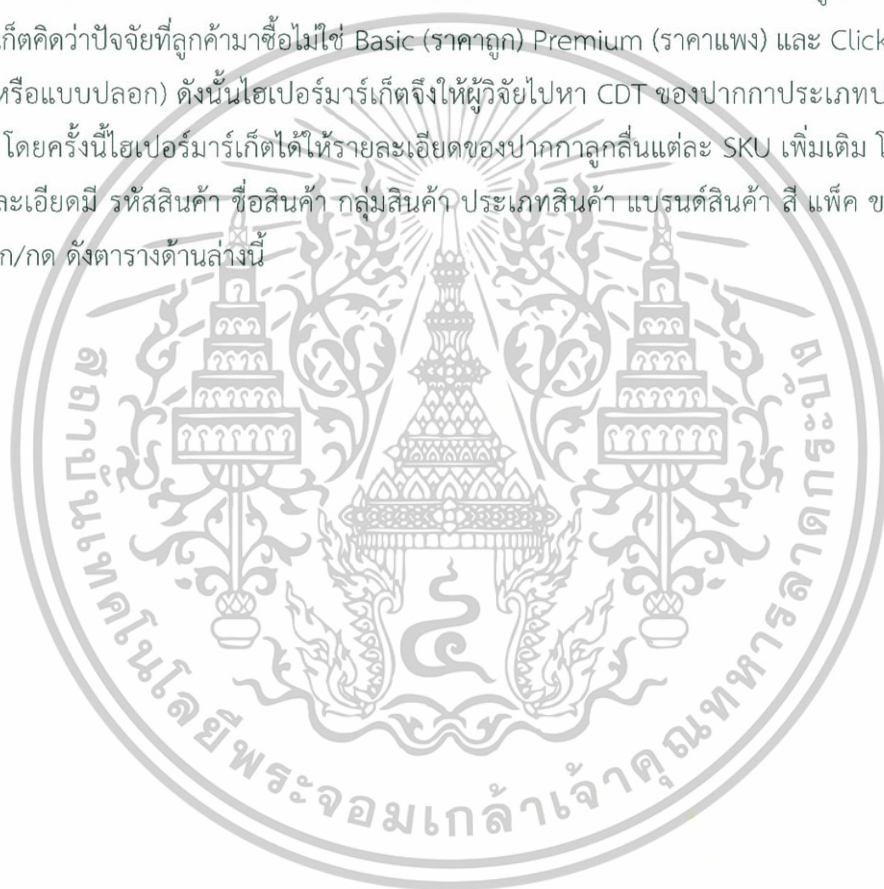 เก็ตคิดว่าปัจจัยที่ลูกค้ามาซื้อไม่ใช่ Basic (ราคาถูก) Premium (ราคาแพง) และ Click
หรือแบบปลอก) ดังนั้นไฮเปอร์มาร์เก็ตจึงให้ผู้วิจัยไปหา CDT ของปากกาประเภทป
โดยครั้งนี้ไฮเปอร์มาร์เก็ตได้ให้รายละเอียดของปากกาลูกลื่นแต่ละ SKU เพิ่มเติม โ
ละเอียดมี รหัสสินค้า ชื่อสินค้า กลุ่มสินค้า ประเภทสินค้า แบรนด์สินค้า สี แพ็ค ข
ก/กด ดังตารางด้านล่างนี้
สถาบันเทคโนโลยีพระจอมเกล้าเจ้าคุณทหารลาดกระบัง